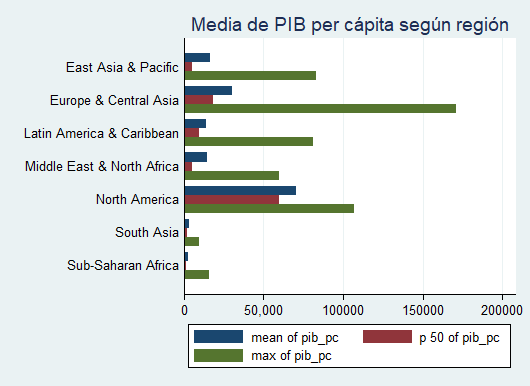 Media de PIB per cápita según región
East Asia & Pacific
Europe & Central Asia
Latin America & Caribbean
Middle East & North Africa
North America
South Asia
Sub-Saharan Africa
0 50,000 100000 150000 200000
mean of pib_pc p 50 of pib_pc
max of pib_pc